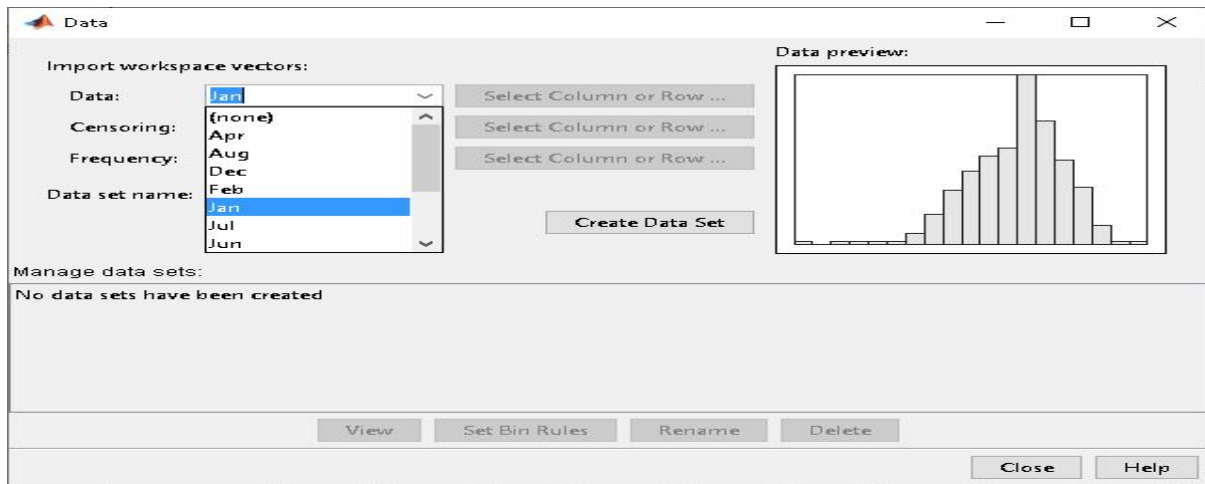 Data
Import workspace vectors:
Data preview:
Data: Jan Select Column or Row ...
Censoring: Select Column or Row ...
Frequency: Select Column or Row ...
Data set name:
(none)
Apr
Aug
Dec
Feb
Jan
Jul
Jun
Create Data Set
Manage data sets:
No data sets have been created
View Set Bin Rules Rename Delete
Close Help